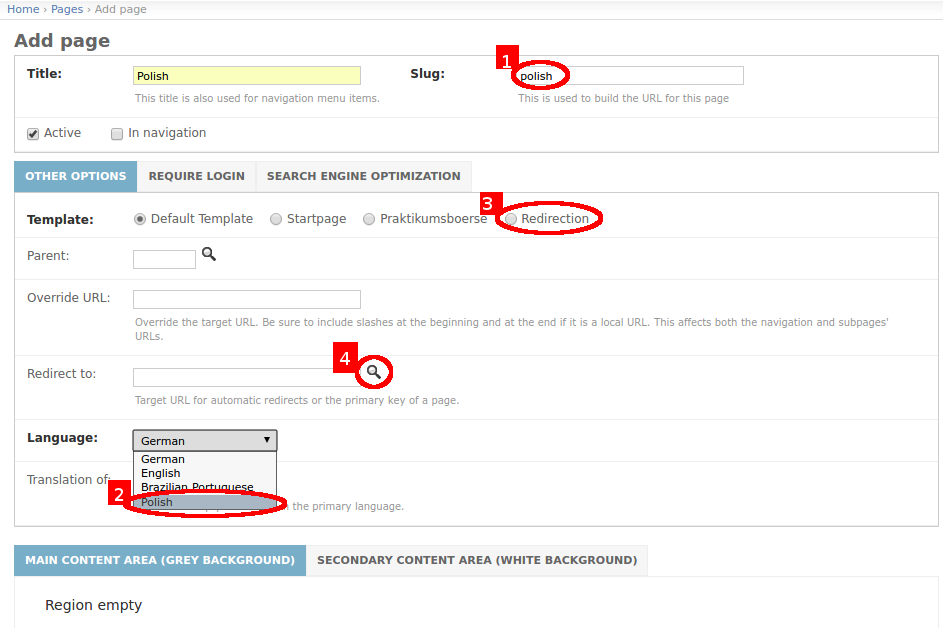 Home › Pages › Add page
Add page
Title: Polish Slug: 1 polish
This title is also used for navigation menu items. This is used to build the URL for this page
Active In navigation
OTHER OPTIONS REQUIRE LOGIN SEARCH ENGINE OPTIMIZATION
Template: Default Template Startpage Praktikumsboerse 3 Redirection
Parent:
Override URL:
Override the target URL. Be sure to include slashes at the beginning and at the end if it is a local URL. This affects both the navigation and subpages'
URLs.
4
Redirect to:
Target URL for automatic redirects or the primary key of a page.
Language: German
German
English
Brazilian Portuguese
Translation of:
2 Polish
the primary language.
MAIN CONTENT AREA (GREY BACKGROUND) SECONDARY CONTENT AREA (WHITE BACKGROUND)
Region empty